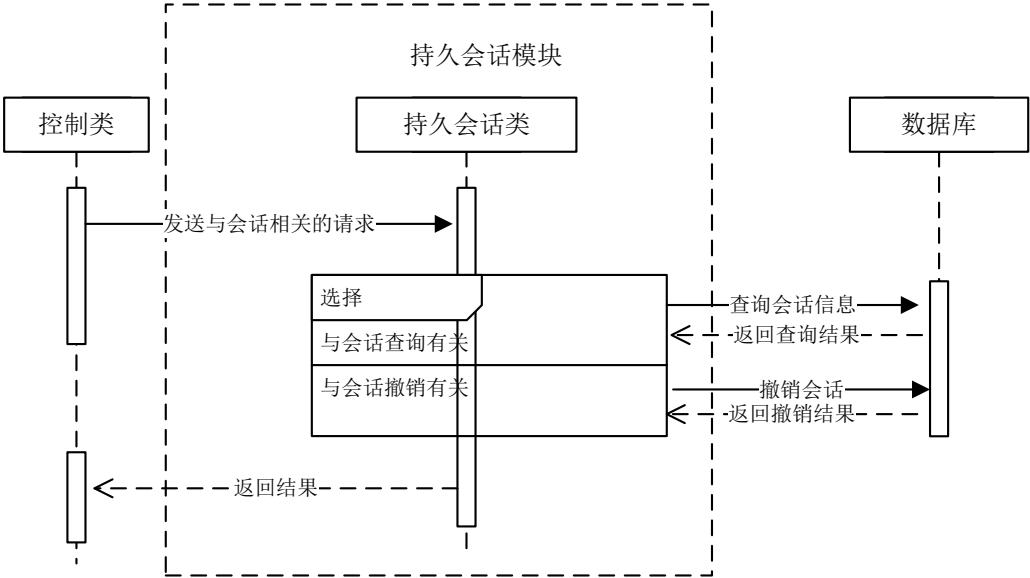 持久会话模块
控制类
持久会话类
数据库
发送与会话相关的请求
选择
查询会话信息
与会话查询有关
返回查询结果
与会话撤销有关
撤销会话
返回撤销结果
返回结果